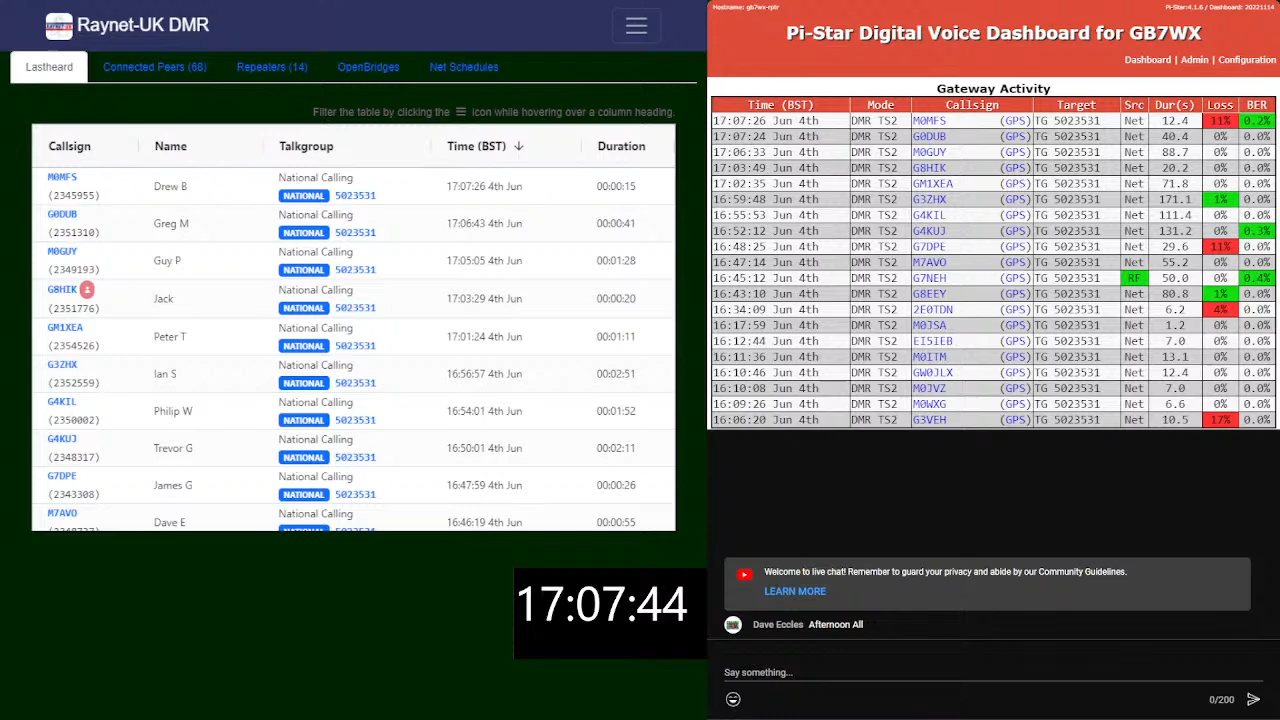 Raynet-UK DMR
Lastheard Connected Peers (68) Repeaters (14) OpenBridges Net Schedules
Filter the table by clicking the icon while hovering over a column heading.
Callsign Name Talkgroup Time (BST) ↓ Duration
M0MFS (2345955) Drew B National Calling NATIONAL 5023531 17:07:26 4th Jun 00:00:15
G0DUB (2351310) Greg M National Calling NATIONAL 5023531 17:06:43 4th Jun 00:00:41
M0GUY (2349193) Guy P National Calling NATIONAL 5023531 17:05:05 4th Jun 00:01:28
G8HIK (2351776) Jack National Calling NATIONAL 5023531 17:03:29 4th Jun 00:00:20
GM1XEA (2354526) Peter T National Calling NATIONAL 5023531 17:01:24 4th Jun 00:01:11
G3ZHX (2352559) Ian S National Calling NATIONAL 5023531 16:56:57 4th Jun 00:02:51
G4KIL (2350002) Philip W National Calling NATIONAL 5023531 16:54:01 4th Jun 00:01:52
G4KUJ (2348317) Trevor G National Calling NATIONAL 5023531 16:50:01 4th Jun 00:02:11
G7DPE (2343308) James G National Calling NATIONAL 5023531 16:47:59 4th Jun 00:00:26
M7AVO Dave E National Calling 16:46:19 4th Jun 00:00:55
17:07:44
Hostname: gb7wx-rptr Pi-Star:4.1.6 / Dashboard: 20221114
Pi-Star Digital Voice Dashboard for GB7WX
Dashboard | Admin | Configuration
Gateway Activity
Time (BST) Mode Callsign Target Src Dur(s) Loss BER
17:07:26 Jun 4th DMR TS2 M0MFS (GPS) TG 5023531 Net 12.4 11% 0.2%
17:07:24 Jun 4th DMR TS2 G0DUB (GPS) TG 5023531 Net 40.4 0% 0.0%
17:06:33 Jun 4th DMR TS2 M0GUY (GPS) TG 5023531 Net 88.7 0% 0.0%
17:03:49 Jun 4th DMR TS2 G8HIK (GPS) TG 5023531 Net 20.2 0% 0.0%
17:02:35 Jun 4th DMR TS2 GM1XEA (GPS) TG 5023531 Net 71.8 0% 0.0%
16:59:48 Jun 4th DMR TS2 G3ZHX (GPS) TG 5023531 Net 171.1 1% 0.0%
16:55:53 Jun 4th DMR TS2 G4KIL (GPS) TG 5023531 Net 111.4 0% 0.0%
16:52:12 Jun 4th DMR TS2 G4KUJ (GPS) TG 5023531 Net 131.2 0% 0.3%
16:48:25 Jun 4th DMR TS2 G7DPE (GPS) TG 5023531 Net 29.6 11% 0.0%
16:47:14 Jun 4th DMR TS2 M7AVO (GPS) TG 5023531 Net 55.2 0% 0.0%
16:45:12 Jun 4th DMR TS2 G7NEH (GPS) TG 5023531 RF 50.0 0% 0.4%
16:43:10 Jun 4th DMR TS2 G8EEY (GPS) TG 5023531 Net 80.8 1% 0.0%
16:34:09 Jun 4th DMR TS2 2E0TDN (GPS) TG 5023531 Net 6.2 4% 0.0%
16:17:59 Jun 4th DMR TS2 M0JSA (GPS) TG 5023531 Net 1.2 0% 0.0%
16:12:44 Jun 4th DMR TS2 EI5IEB (GPS) TG 5023531 Net 7.0 0% 0.0%
16:11:36 Jun 4th DMR TS2 M0ITM (GPS) TG 5023531 Net 13.1 0% 0.0%
16:10:46 Jun 4th DMR TS2 GW0JLX (GPS) TG 5023531 Net 12.4 0% 0.0%
16:10:08 Jun 4th DMR TS2 M0JVZ (GPS) TG 5023531 Net 7.0 0% 0.0%
16:09:26 Jun 4th DMR TS2 M0WXG (GPS) TG 5023531 Net 6.6 0% 0.0%
16:06:20 Jun 4th DMR TS2 G3VEH (GPS) TG 5023531 Net 10.5 17% 0.0%
Welcome to live chat! Remember to guard your privacy and abide by our Community Guidelines.
LEARN MORE
Dave Eccles Afternoon All
Say something...
0/200